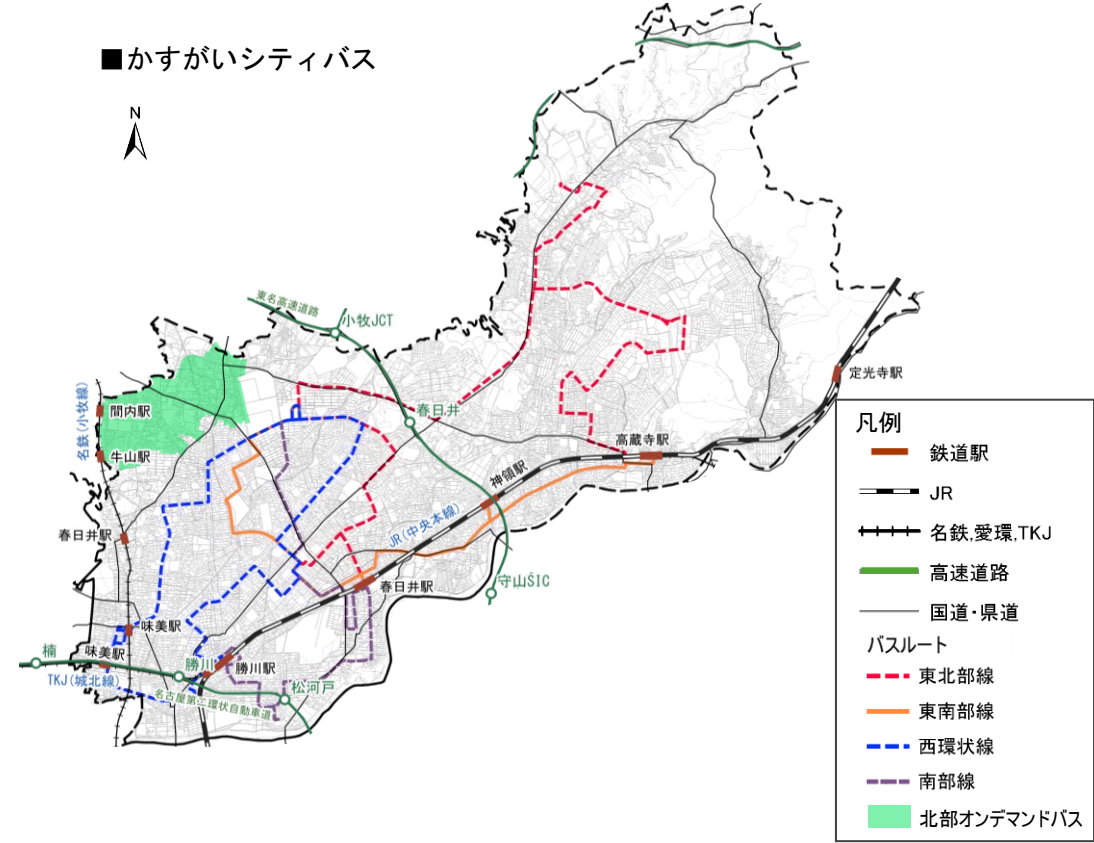 ■かすがいシティバス
N
東名高速道路
小牧JCT
名鉄(小牧線)
間内駅
牛山駅
春日井
定光寺駅
高蔵寺駅
神領駅
JR(中央本線)
春日井駅
春日井駅
守山SIC
味美駅
楠
味美駅
勝川
勝川駅
TKJ(城北線)
松河戸
名古屋第二環状自動車道
凡例
鉄道駅
JR
名鉄,愛環,TKJ
高速道路
国道・県道
バスルート
東北部線
東南部線
西環状線
南部線
北部オンデマンドバス